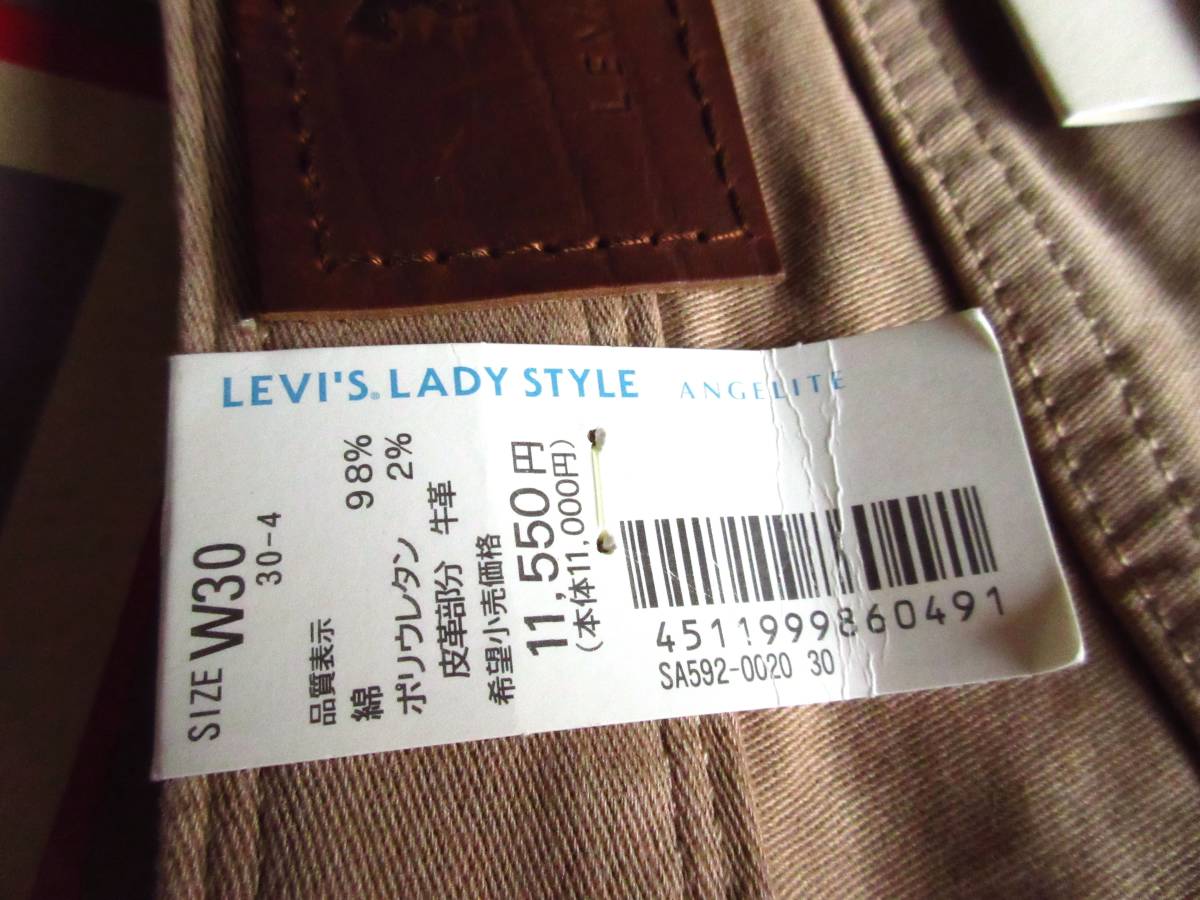 LEV
LEVI'S® LADY STYLE ANGELITE
SIZE W30
30-4
品質表示
綿 98%
ポリウレタン 2%
皮革部分 牛革
希望小売価格
11,550円
(本体11,000円)
4511999860491
SA592-0020 30